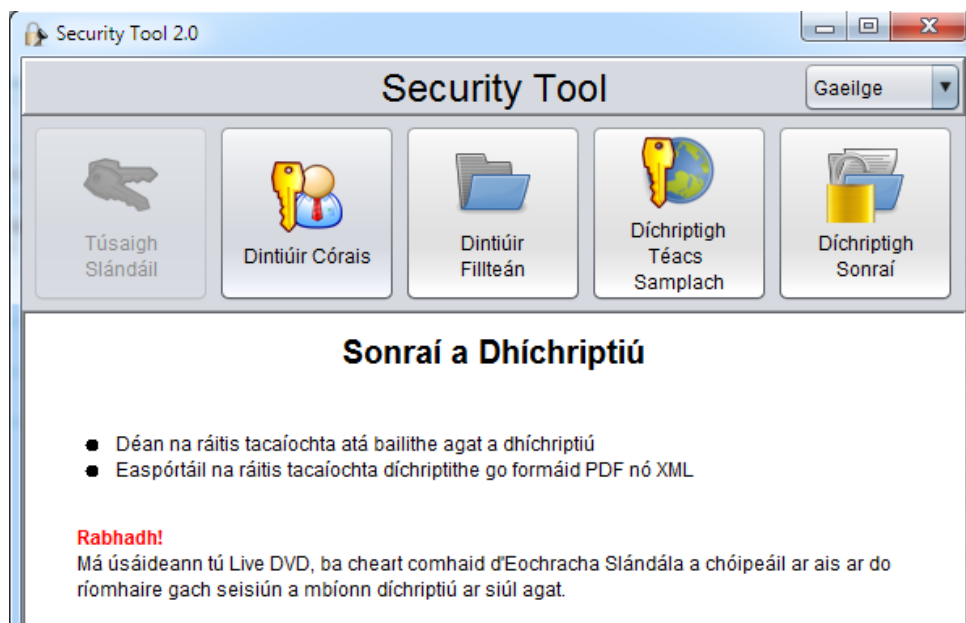 Security Tool 2.0
Security Tool
Gaeilge
Túsaigh
Slándáil
Dintiúir Córais
Dintiúir
Fillteán
Díchriptigh
Téacs
Samplach
Díchriptigh
Sonraí
Sonraí a Dhíchriptiú
Déan na ráitis tacaíochta atá bailithe agat a dhíchriptiú
Easpórtáil na ráitis tacaíochta díchriptithe go formáid PDF nó XML
Rabhadh!
Má úsáideann tú Live DVD, ba cheart comhaid d'Eochracha Slándála a chóipeáil ar ais ar do
ríomhaire gach seisiún a mbíonn díchriptiú ar siúl agat.